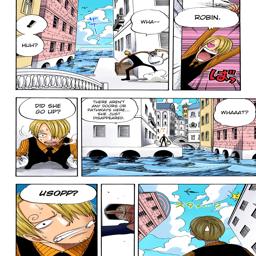 HUH?
WHA--
ROBIN.
DID SHE
GO UP?
THERE AREN'T
ANY DOORS OR
PATHWAYS HERE...
SHE JUST
DISAPPEARED.
WHAAAT?
USOPP?